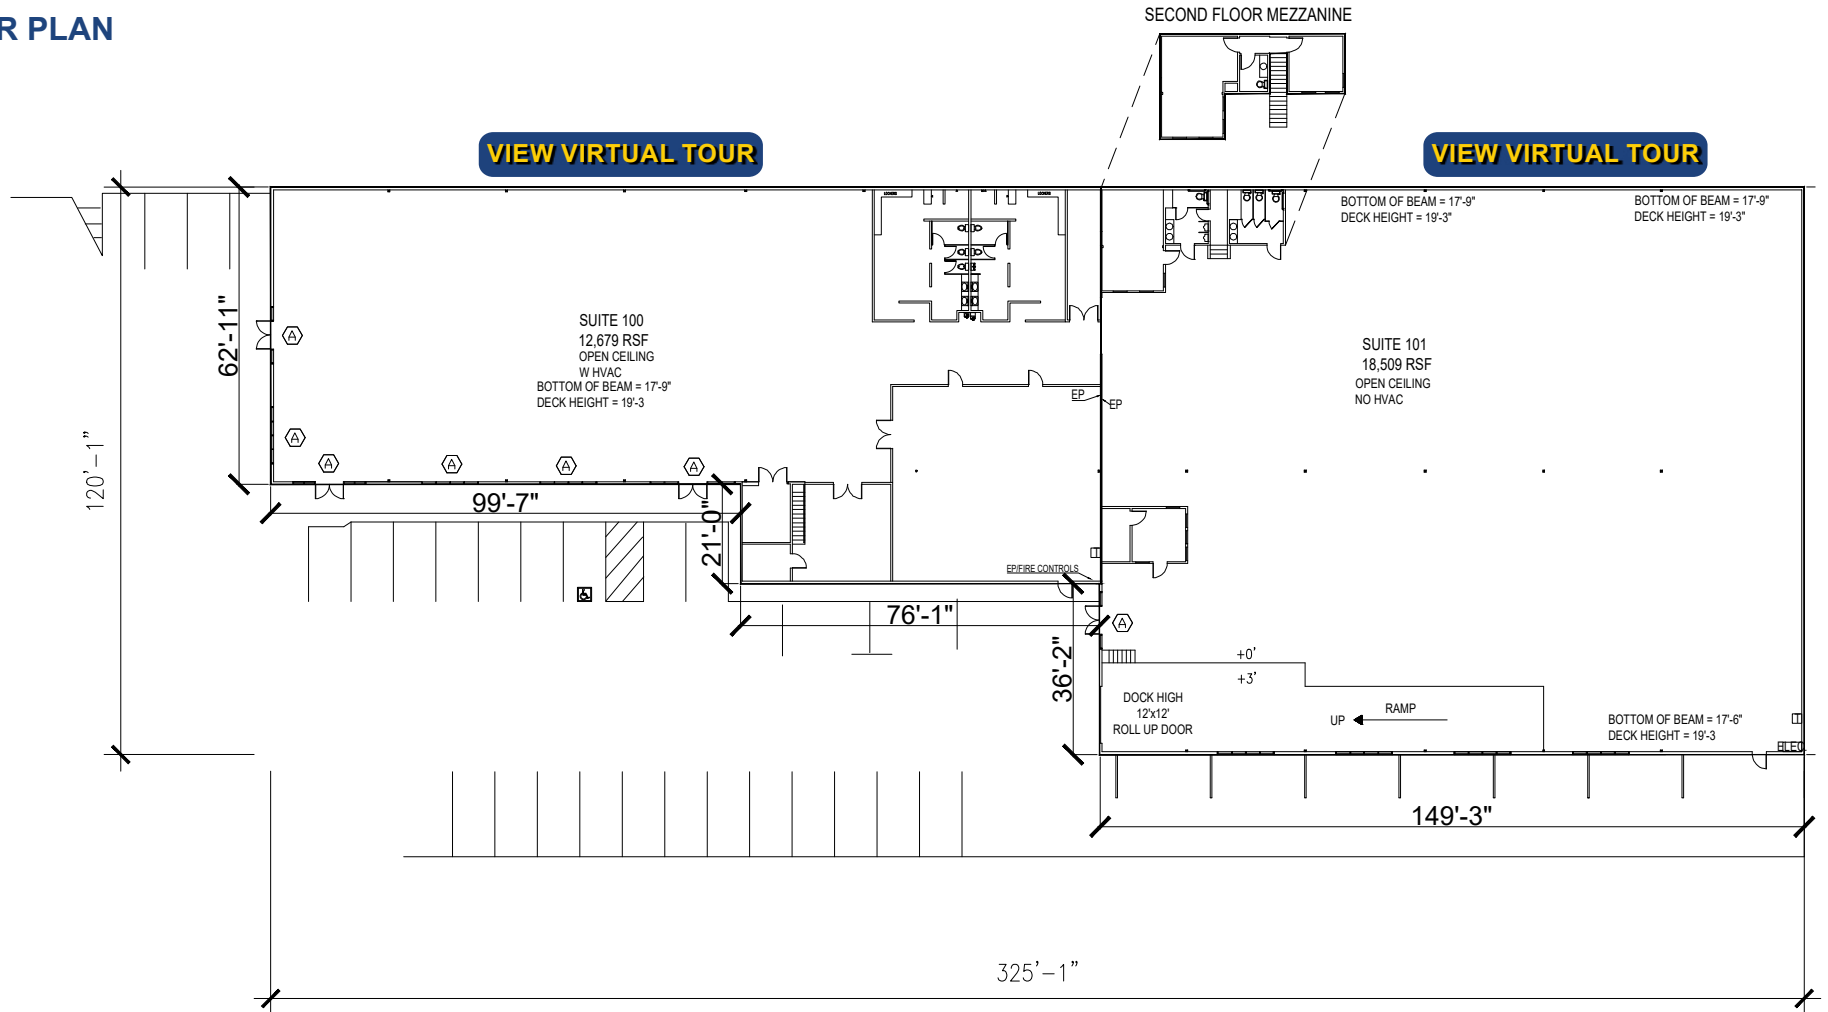 R PLAN
SECOND FLOOR MEZZANINE
VIEW VIRTUAL TOUR
VIEW VIRTUAL TOUR
LOCKERS
LOCKERS
BOTTOM OF BEAM = 17'-9"
DECK HEIGHT = 19'-3"
BOTTOM OF BEAM = 17'-9"
DECK HEIGHT = 19'-3"
62'-11"
120'-1"
A
A
A
A
A
A
SUITE 100
12,679 RSF
OPEN CEILING
W HVAC
BOTTOM OF BEAM = 17'-9"
DECK HEIGHT = 19'-3
SUITE 101
18,509 RSF
OPEN CEILING
NO HVAC
EP
EP
99'-7"
21'-0"
EP/FIRE CONTROLS
76'-1"
A
36'-2"
+0'
+3'
DOCK HIGH
12'x12'
ROLL UP DOOR
UP
RAMP
BOTTOM OF BEAM = 17'-6"
DECK HEIGHT = 19'-3
ELEC
149'-3"
325'-1"